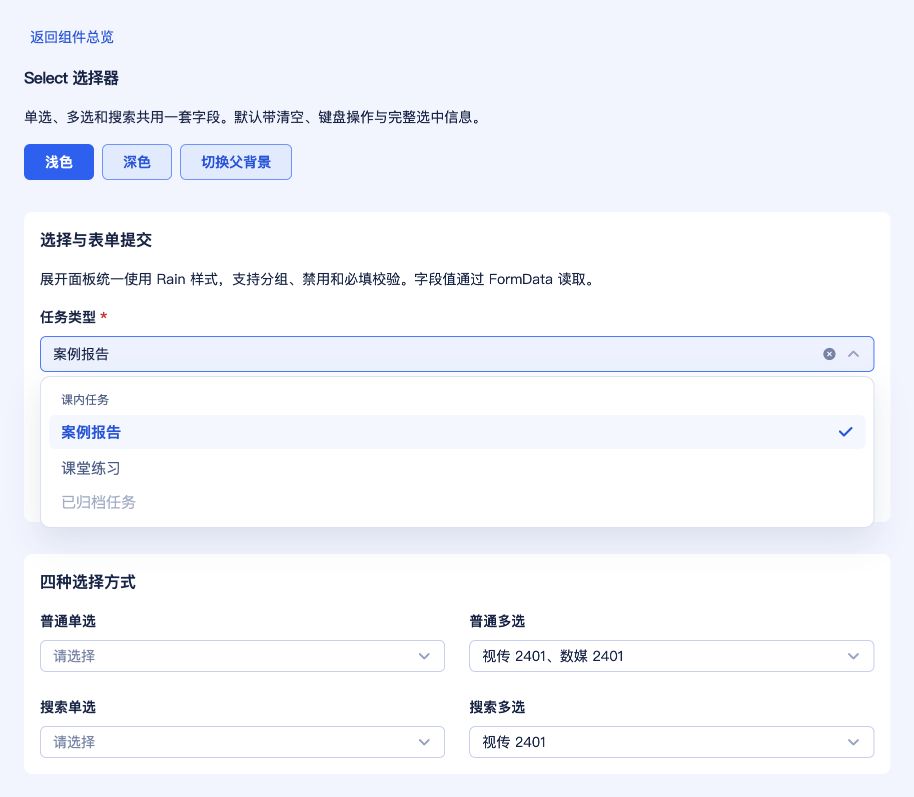 返回组件总览
Select 选择器
单选、多选和搜索共用一套字段。默认带清空、键盘操作与完整选中信息。
浅色
深色
切换父背景
选择与表单提交
展开面板统一使用 Rain 样式，支持分组、禁用和必填校验。字段值通过 FormData 读取。
任务类型 *
案例报告
课内任务
案例报告
课堂练习
已归档任务
四种选择方式
普通单选
普通多选
请选择
视传 2401、数媒 2401
搜索单选
搜索多选
请选择
视传 2401